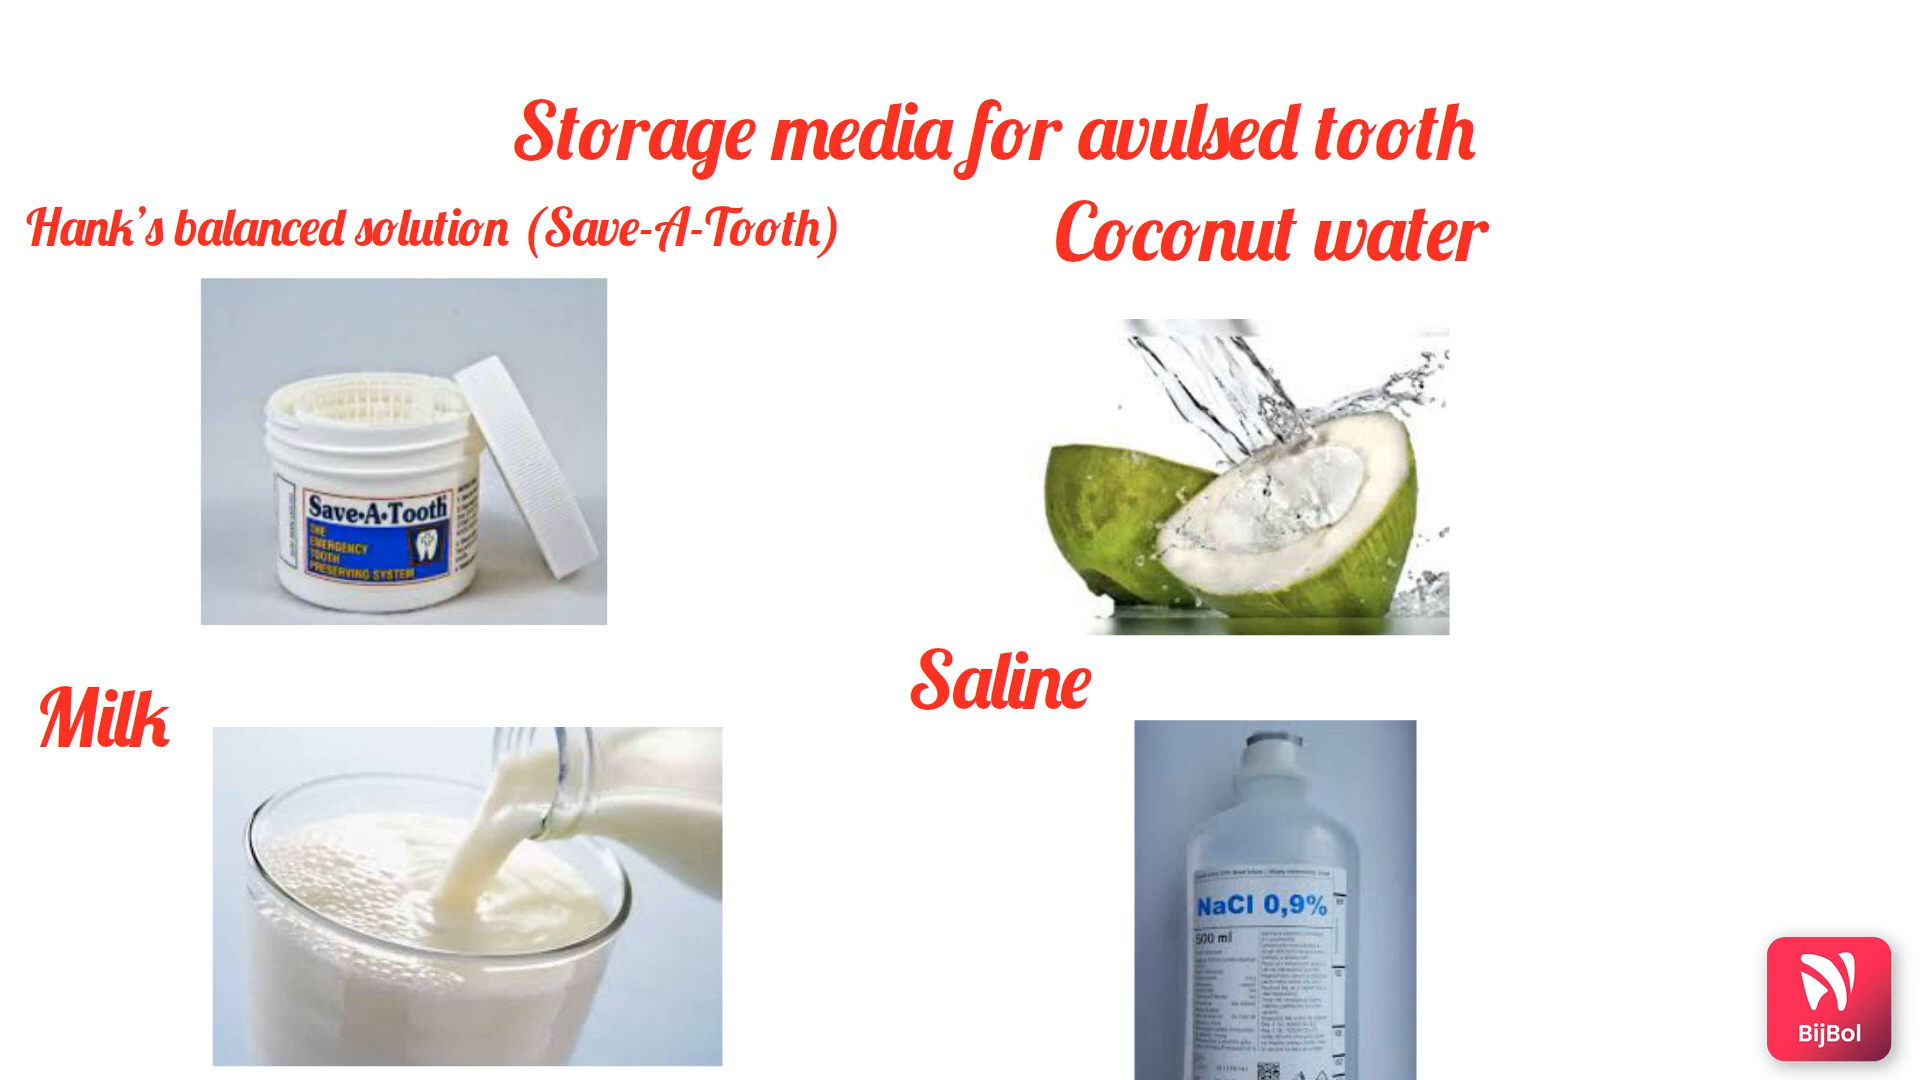 Storage media for avulsed tooth
Hank's balanced solution (Save-A-Tooth)
Coconut water
Save•A•Tooth
THE
EMERGENCY
TOOTH
PRESERVING SYSTEM
Saline
Milk
NaCl 0,9%
500 ml
BijBol